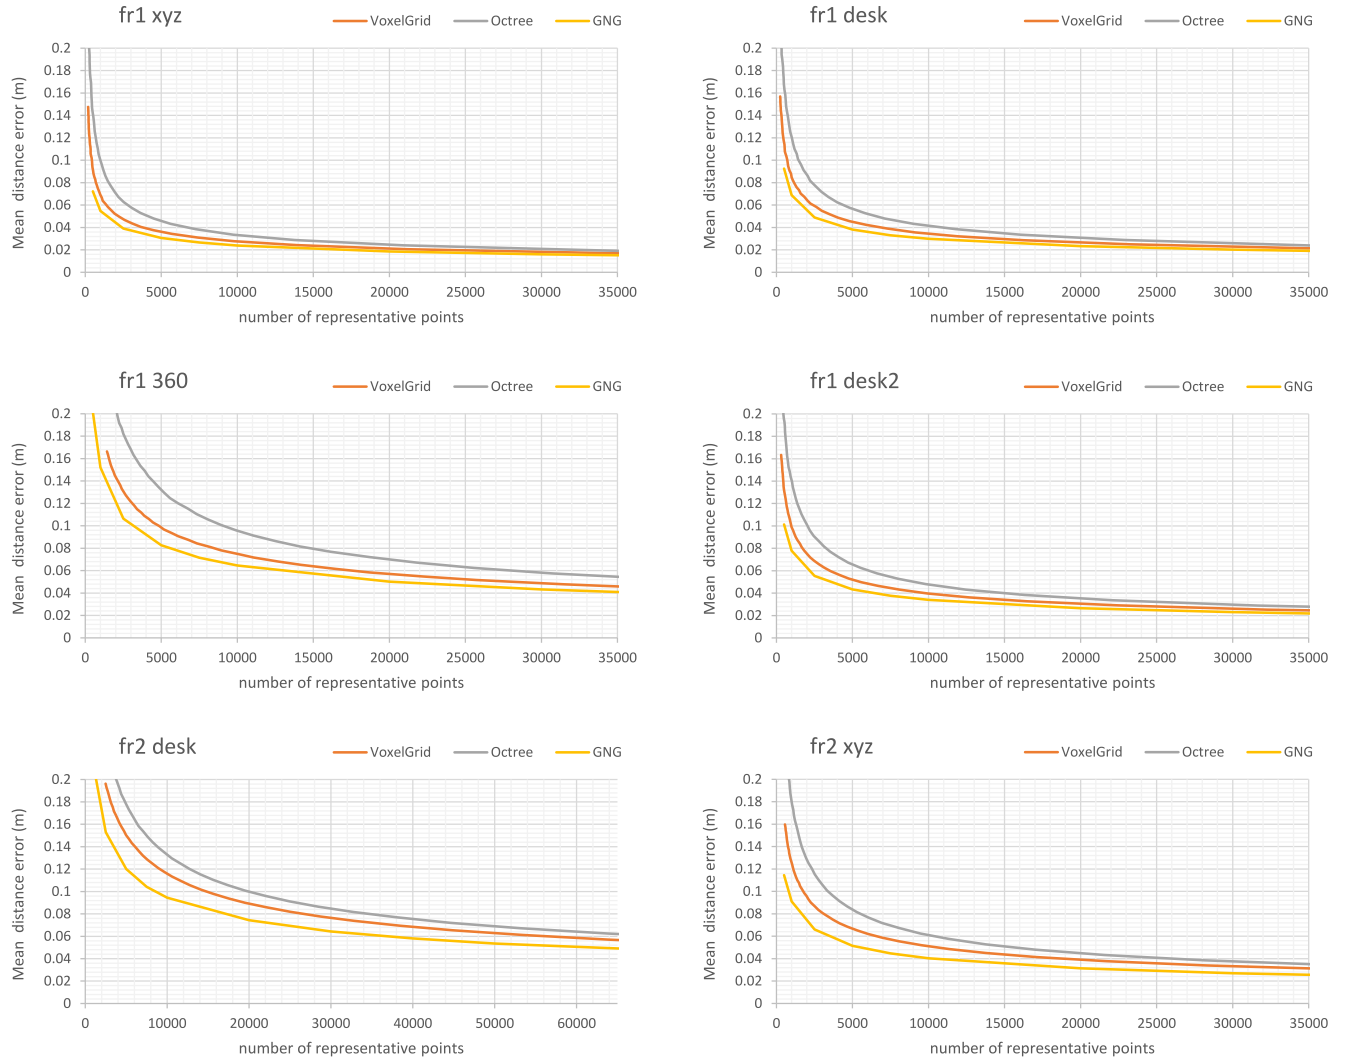 fr1 xyz
VoxelGrid Octree GNG
0.2
0.18
0.16
0.14
0.12
0.1
0.08
0.06
0.04
0.02
0
Mean distance error (m)
0 5000 10000 15000 20000 25000 30000 35000
number of representative points
fr1 desk
VoxelGrid Octree GNG
0.2
0.18
0.16
0.14
0.12
0.1
0.08
0.06
0.04
0.02
0
Mean distance error (m)
0 5000 10000 15000 20000 25000 30000 35000
number of representative points
fr1 360
VoxelGrid Octree GNG
0.2
0.18
0.16
0.14
0.12
0.1
0.08
0.06
0.04
0.02
0
Mean distance error (m)
0 5000 10000 15000 20000 25000 30000 35000
number of representative points
fr1 desk2
VoxelGrid Octree GNG
0.2
0.18
0.16
0.14
0.12
0.1
0.08
0.06
0.04
0.02
0
Mean distance error (m)
0 5000 10000 15000 20000 25000 30000 35000
number of representative points
fr2 desk
VoxelGrid Octree GNG
0.2
0.18
0.16
0.14
0.12
0.1
0.08
0.06
0.04
0.02
0
Mean distance error (m)
0 10000 20000 30000 40000 50000 60000
number of representative points
fr2 xyz
VoxelGrid Octree GNG
0.2
0.18
0.16
0.14
0.12
0.1
0.08
0.06
0.04
0.02
0
Mean distance error (m)
0 5000 10000 15000 20000 25000 30000 35000
number of representative points